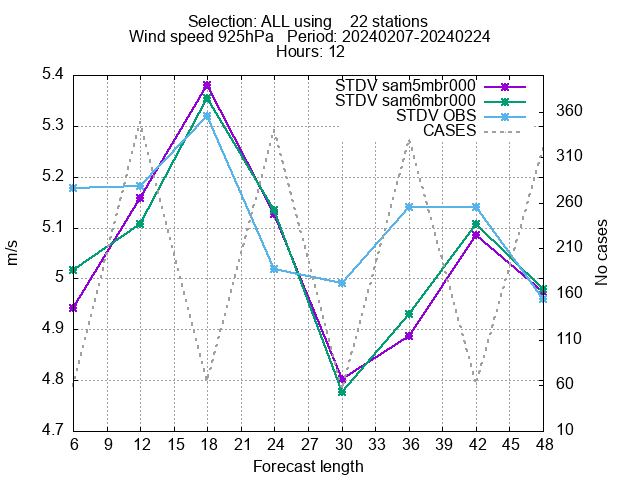 Selection: ALL using 22 stations
Wind speed 925hPa Period: 20240207-20240224
Hours: 12
STDV sam5mbr000
STDV sam6mbr000
STDV OBS
CASES
5.4
5.3
5.2
5.1
5
4.9
4.8
4.7
m/s
360
310
260
210
160
110
60
10
No cases
6 12 15 18 21 24 27 30 33 36 39 42 45 48
Forecast length